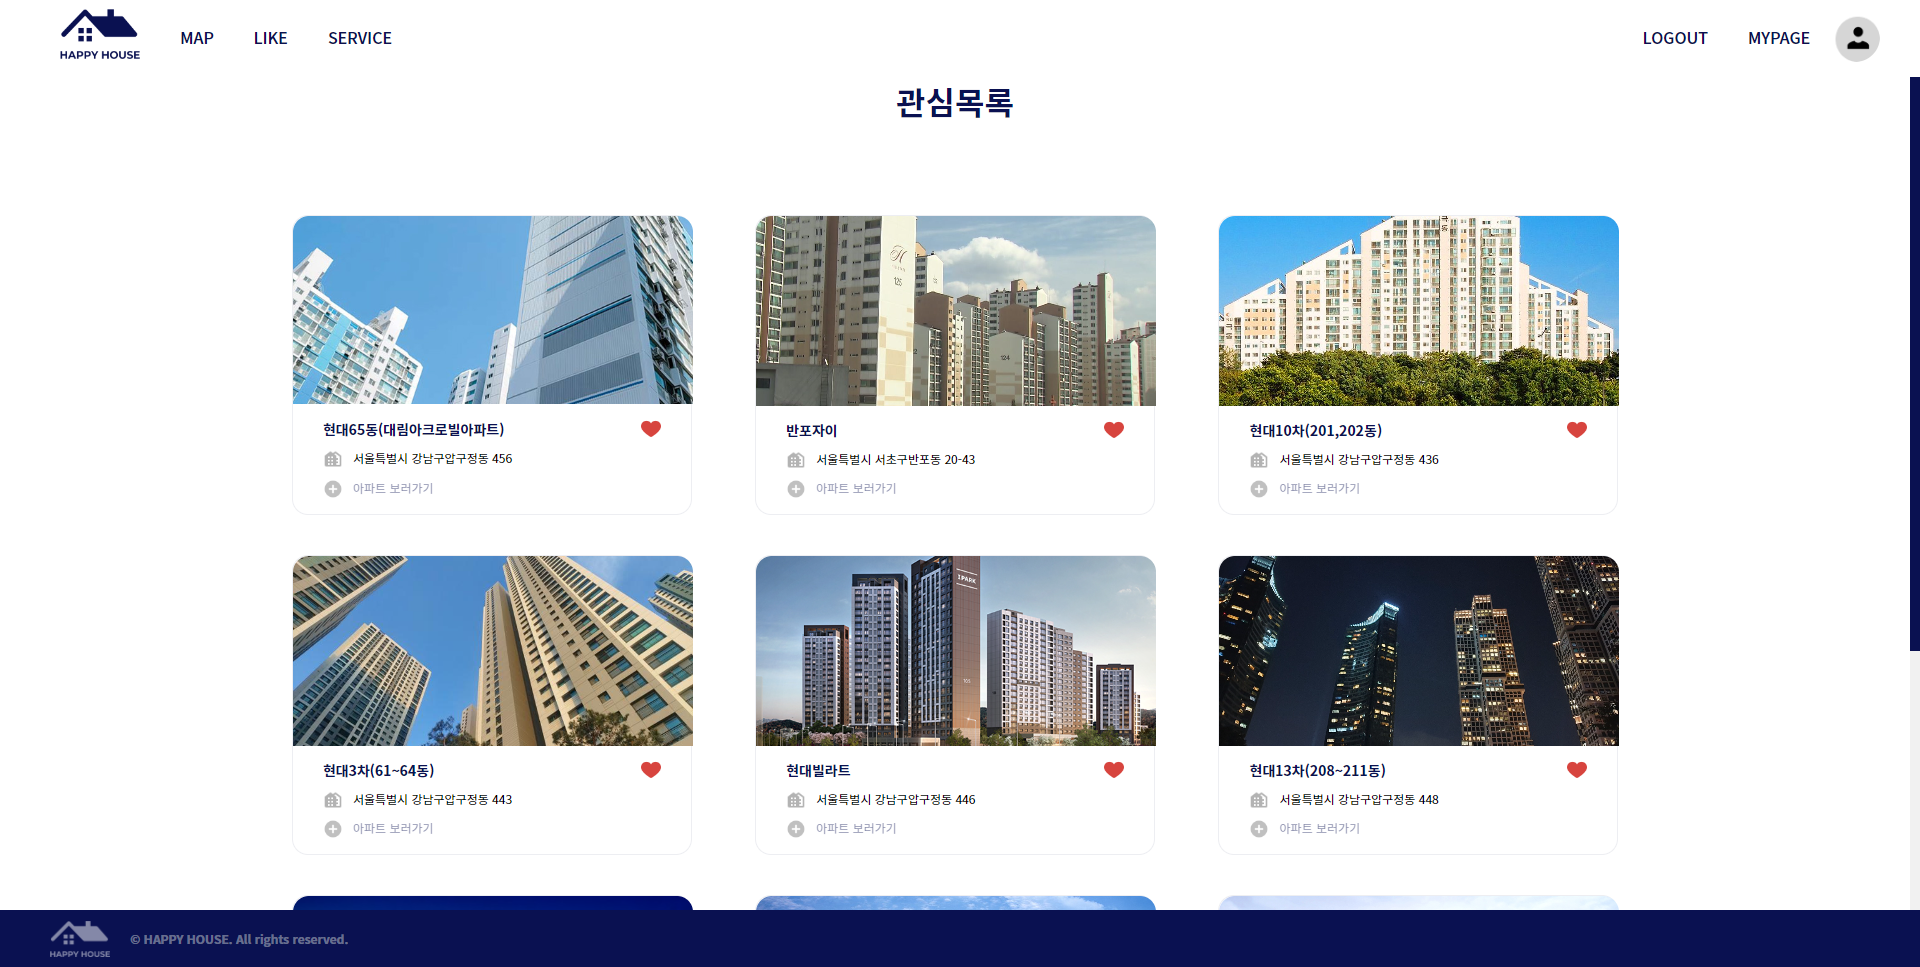 HAPPY HOUSE
MAP
LIKE
SERVICE
LOGOUT
MYPAGE
관심목록
125
124
현대65동(대림아크로빌아파트)
서울특별시 강남구압구정동 456
아파트 보러가기
반포자이
서울특별시 서초구반포동 20-43
아파트 보러가기
현대10차(201,202동)
서울특별시 강남구압구정동 436
아파트 보러가기
IPARK
현대3차(61~64동)
서울특별시 강남구압구정동 443
아파트 보러가기
현대빌라트
서울특별시 강남구압구정동 446
아파트 보러가기
현대13차(208~211동)
서울특별시 강남구압구정동 448
아파트 보러가기
HAPPY HOUSE
© HAPPY HOUSE. All rights reserved.